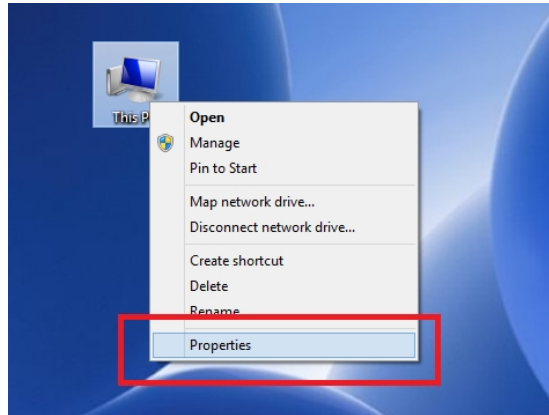 This P
Open
Manage
Pin to Start
Map network drive...
Disconnect network drive...
Create shortcut
Delete
Rename
Properties